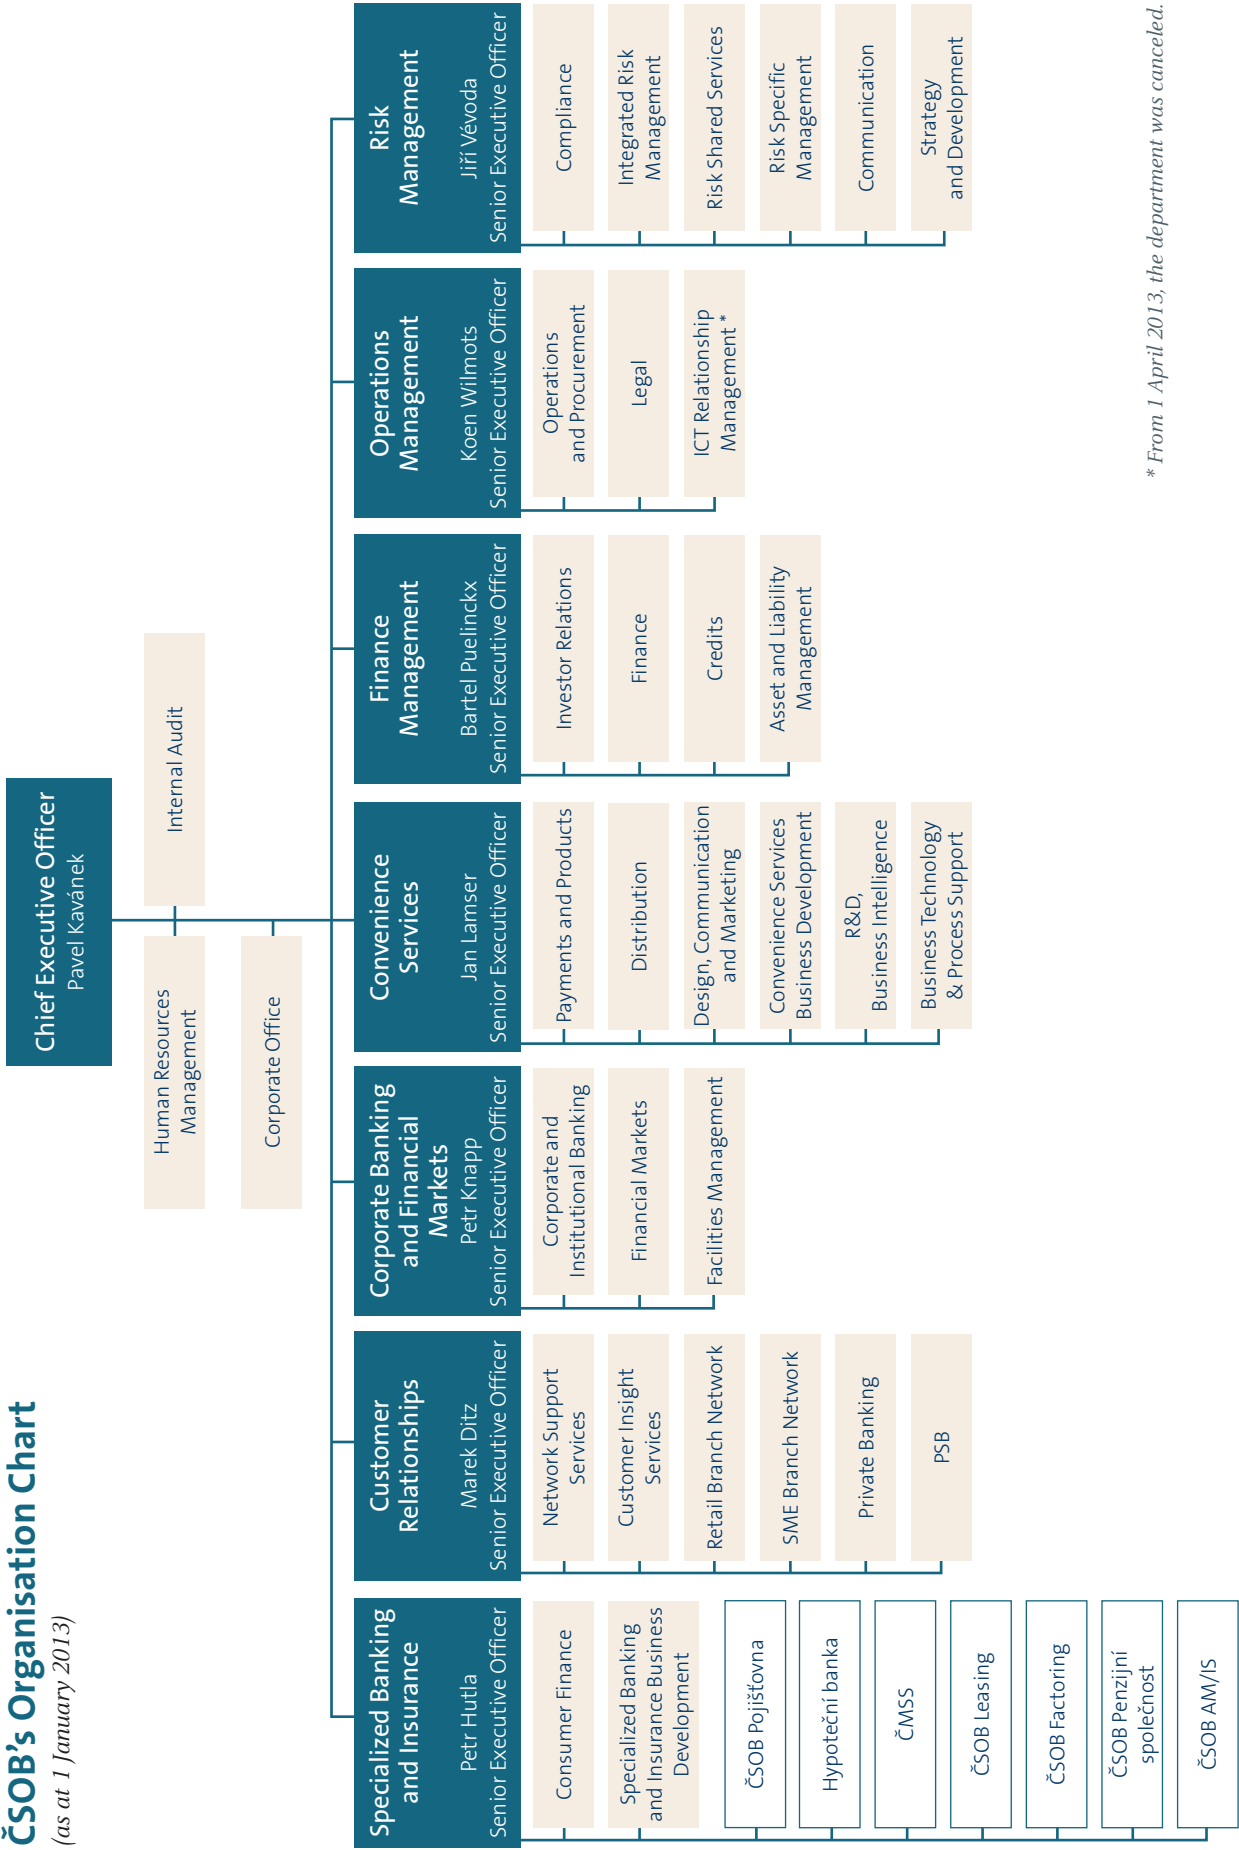 ČSOB’s Organisation Chart
(as at 1 January 2013)
Chief Executive Officer
Pavel Kavánek
Human Resources
Management
Internal Audit
Corporate Office
Specialized Banking
and Insurance
Petr Hutla
Senior Executive Officer
Consumer Finance
Specialized Banking
and Insurance Business
Development
ČSOB Pojišťovna
Hypoteční banka
ČMSS
ČSOB Leasing
ČSOB Factoring
ČSOB Penzijní
společnost
ČSOB AM/IS
Customer
Relationships
Marek Ditz
Senior Executive Officer
Network Support
Services
Customer Insight
Services
Retail Branch Network
SME Branch Network
Private Banking
PSB
Corporate Banking
and Financial
Markets
Petr Knapp
Senior Executive Officer
Corporate and
Institutional Banking
Financial Markets
Facilities Management
Convenience
Services
Jan Lamser
Senior Executive Officer
Payments and Products
Distribution
Design, Communication
and Marketing
Convenience Services
Business Development
R&D,
Business Intelligence
Business Technology
& Process Support
Finance
Management
Bartel Puelinckx
Senior Executive Officer
Investor Relations
Finance
Credits
Asset and Liability
Management
Operations
Management
Koen Wilmots
Senior Executive Officer
Operations
and Procurement
Legal
ICT Relationship
Management *
Risk
Management
Jiří Vévoda
Senior Executive Officer
Compliance
Integrated Risk
Management
Risk Shared Services
Risk Specific
Management
Communication
Strategy
and Development
* From 1 April 2013, the department was canceled.